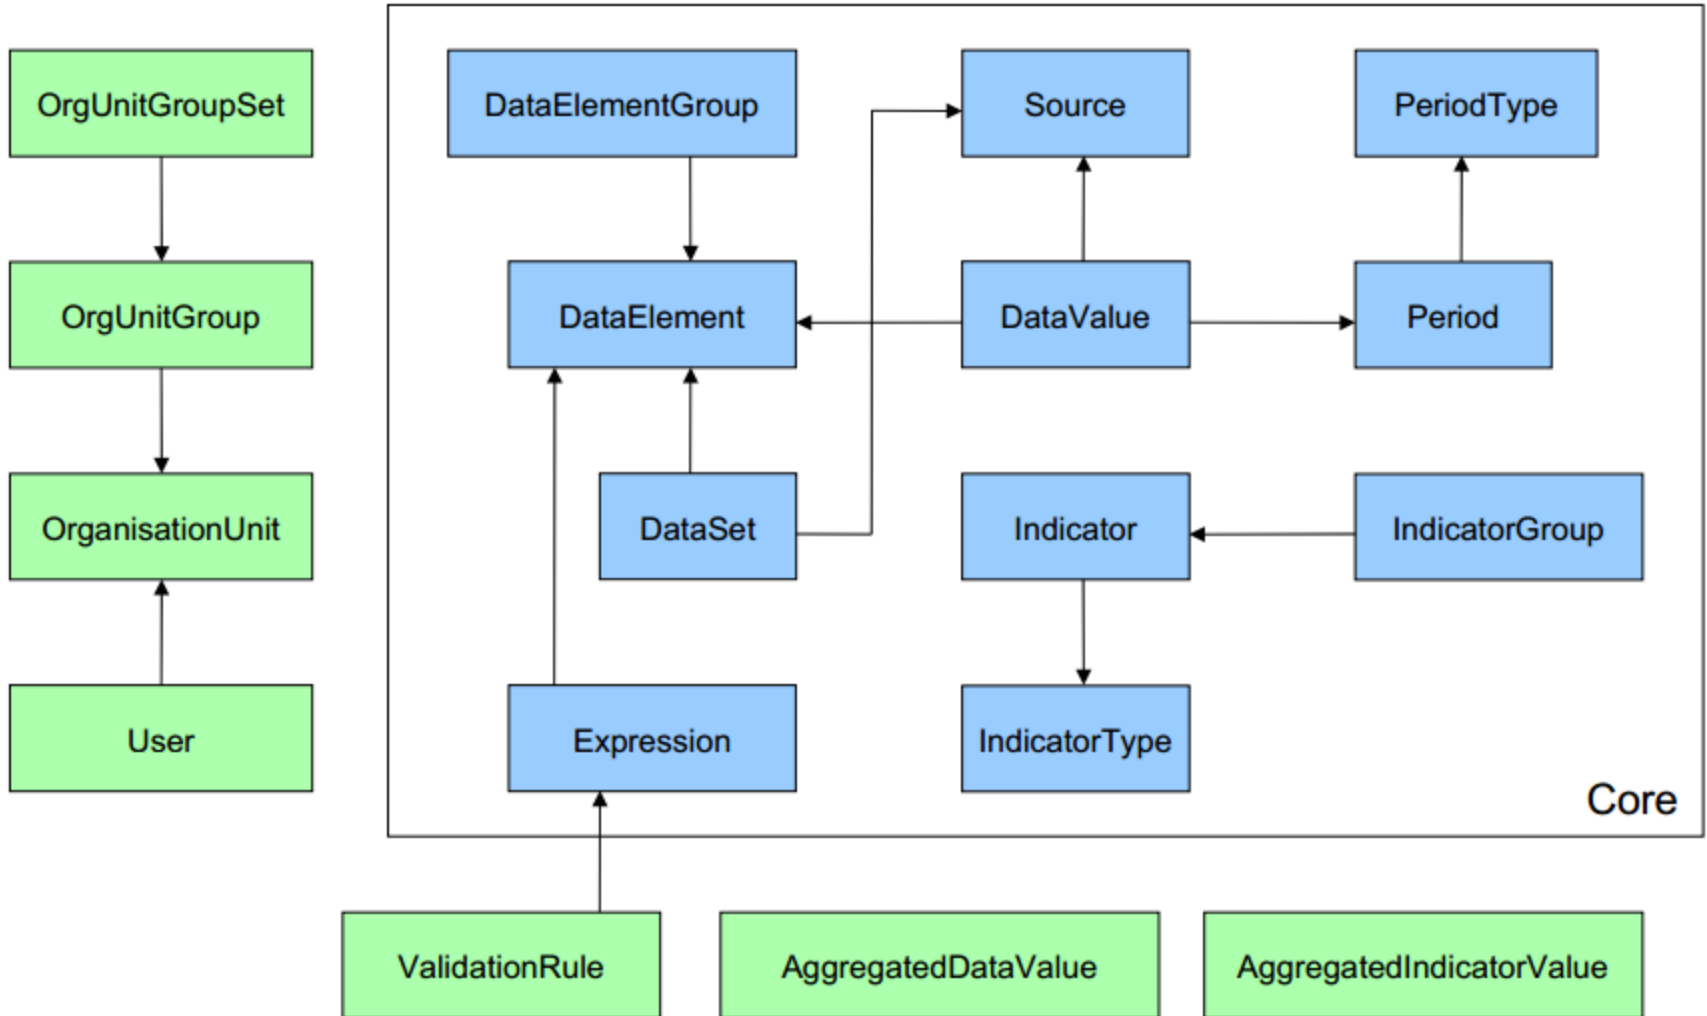 OrgUnitGroupSet
DataElementGroup
Source
PeriodType
OrgUnitGroup
DataElement
DataValue
Period
OrganisationUnit
DataSet
Indicator
IndicatorGroup
User
Expression
IndicatorType
Core
ValidationRule
AggregatedDataValue
AggregatedIndicatorValue